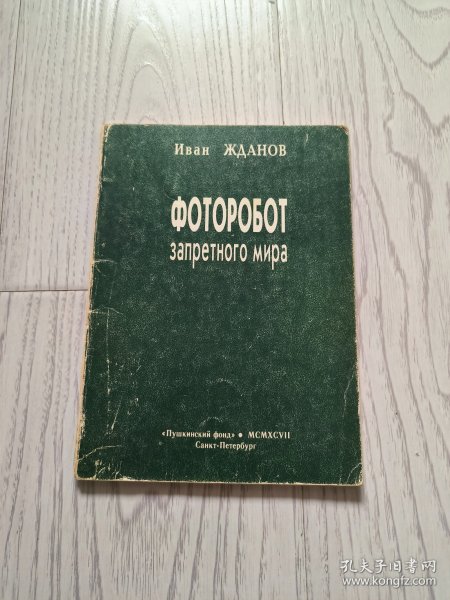 Иван ЖДАНОВ
ФОТОРОБОТ
запретного мира
«Пушкинский фонд» ● MCMXCVII
Санкт-Петербург
孔夫子旧书网
www.kongfz.com